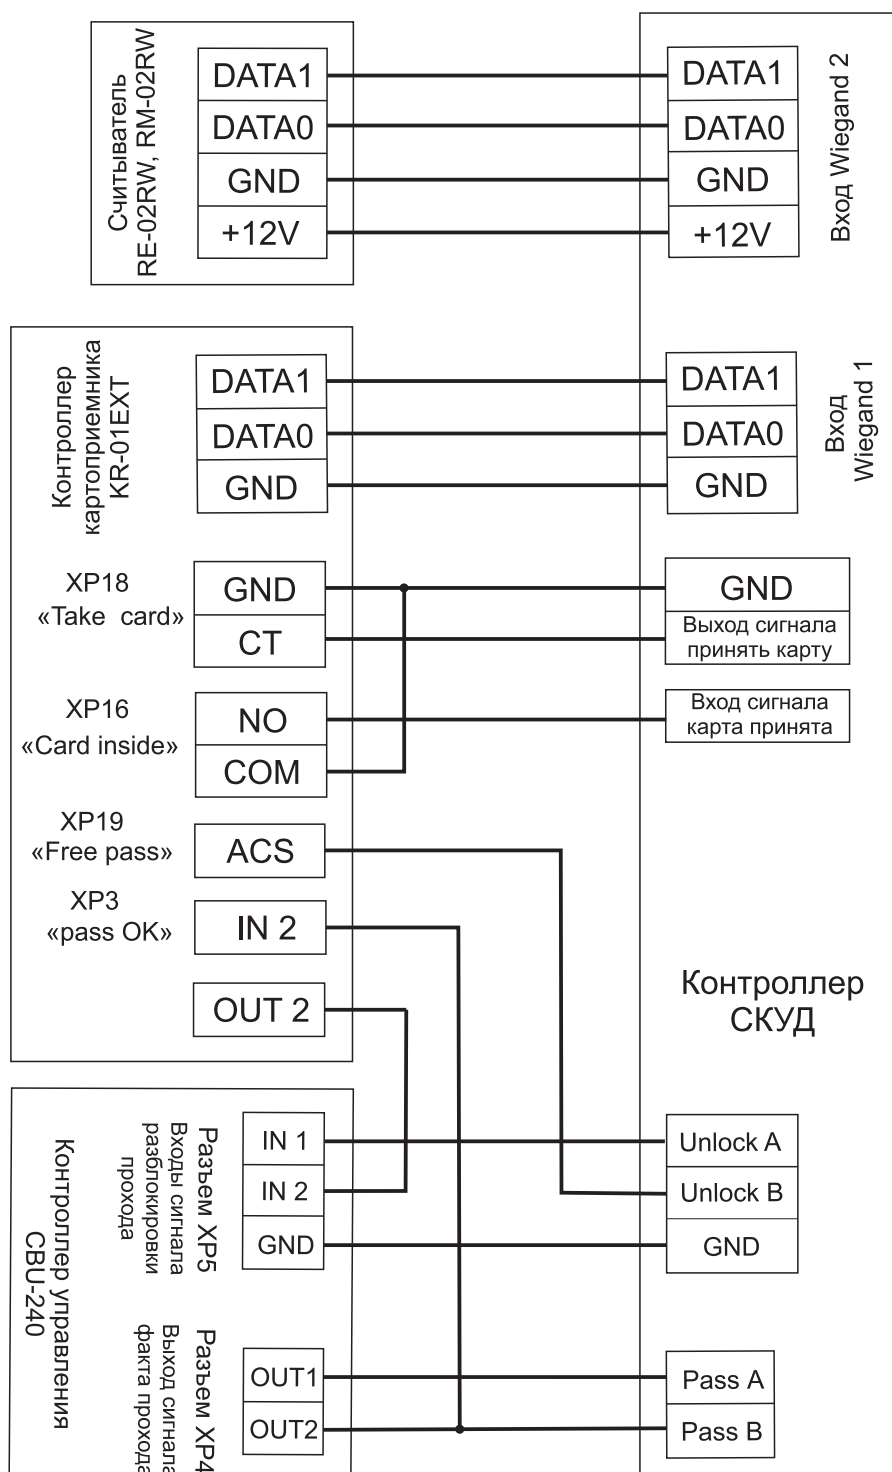 Считыватель
RE-02RW, RM-02RW
DATA1
DATA0
GND
+12V
DATA1
DATA0
GND
+12V
Вход Wiegand 2
Контроллер
картоприемника
KR-01EXT
DATA1
DATA0
GND
DATA1
DATA0
GND
Вход
Wiegand 1
XP18
«Take card»
GND
CT
GND
Выход сигнала
принять карту
XP16
«Card inside»
NO
COM
Вход сигнала
карта принята
XP19
«Free pass»
ACS
XP3
«pass OK»
IN 2
OUT 2
Контроллер
СКУД
Контроллер управления
CBU-240
Разъем XP5
Входы сигнала
разблокировки
прохода
IN 1
IN 2
GND
Unlock A
Unlock B
GND
Разъем XP4
Выход сигнала
факта прохода
OUT1
OUT2
Pass A
Pass B